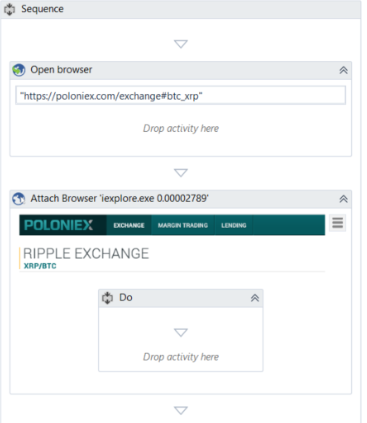 Sequence
Open browser
"https://poloniex.com/exchange#btc_xrp"
Drop activity here
Attach Browser 'iexplore.exe 0.00002789'
POLONIEX EXCHANGE MARGIN TRADING LENDING
RIPPLE EXCHANGE
XRP/BTC
Do
Drop activity here